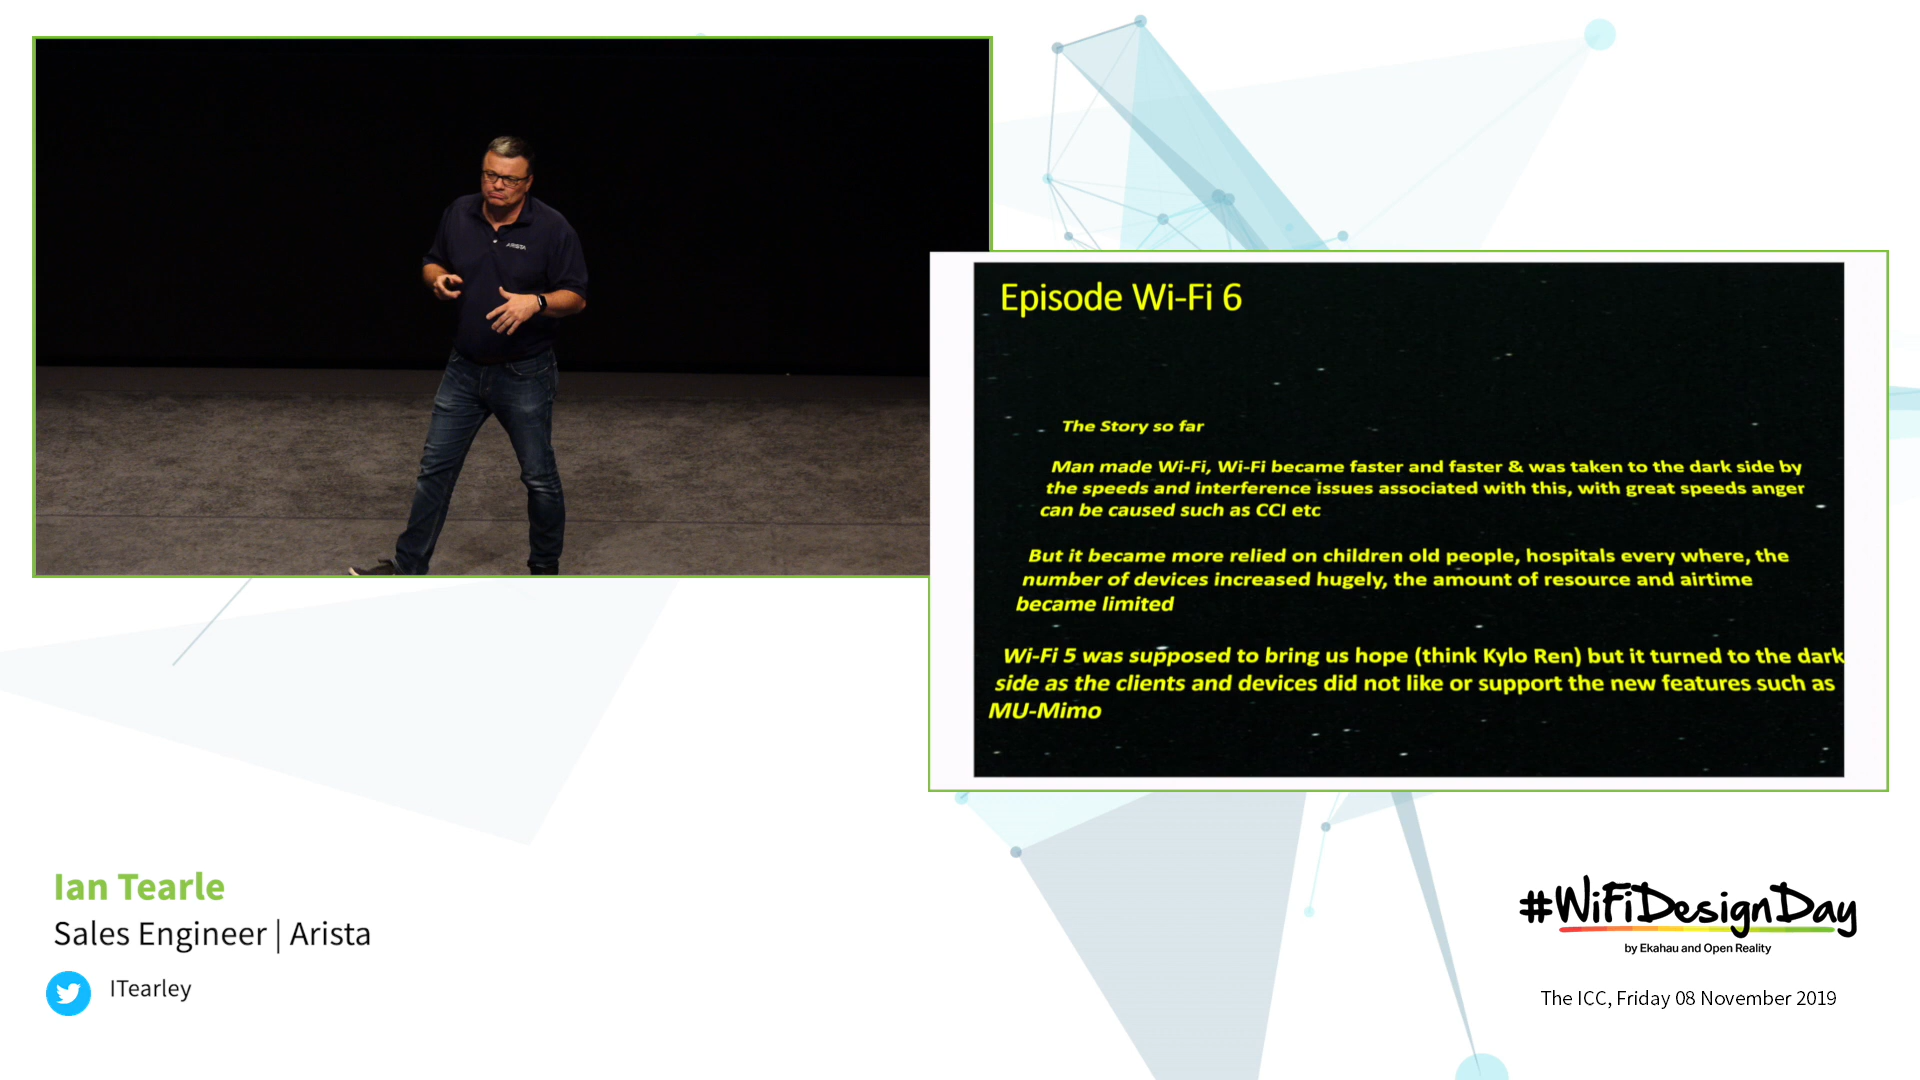 ARISTA
Episode Wi-Fi 6
The Story so far
Man made Wi-Fi, Wi-Fi became faster and faster & was taken to the dark side by
the speeds and interference issues associated with this, with great speeds anger
can be caused such as CCI etc
But it became more relied on children old people, hospitals every where, the
number of devices increased hugely, the amount of resource and airtime
became limited
Wi-Fi 5 was supposed to bring us hope (think Kylo Ren) but it turned to the dark
side as the clients and devices did not like or support the new features such as
MU-Mimo
Ian Tearle
Sales Engineer | Arista
ITearley
#WiFiDesignDay
by Ekahau and Open Reality
The ICC, Friday 08 November 2019